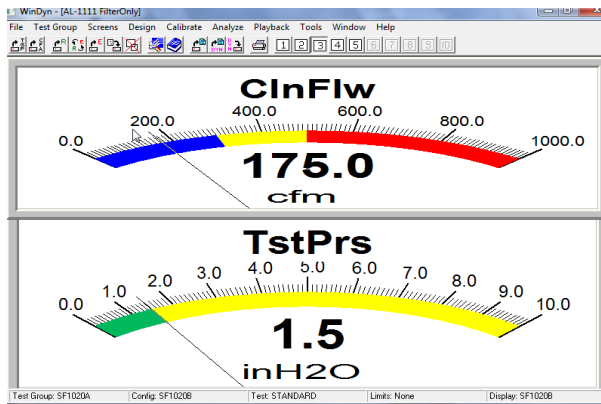 WinDyn - [AL-1111 FilterOnly]
File Test Group Screens Design Calibrate Analyze Playback Tools Window Help
1 2 3 4 5 6 7 8 9 10
ClnFlw
0.0 200.0 400.0 600.0 800.0 1000.0
175.0
cfm
TstPrs
0.0 1.0 2.0 3.0 4.0 5.0 6.0 7.0 8.0 9.0 10.0
1.5
inH2O
Test Group: SF1020A Config: SF1020B Test: STANDARD Limits: None Display: SF1020B